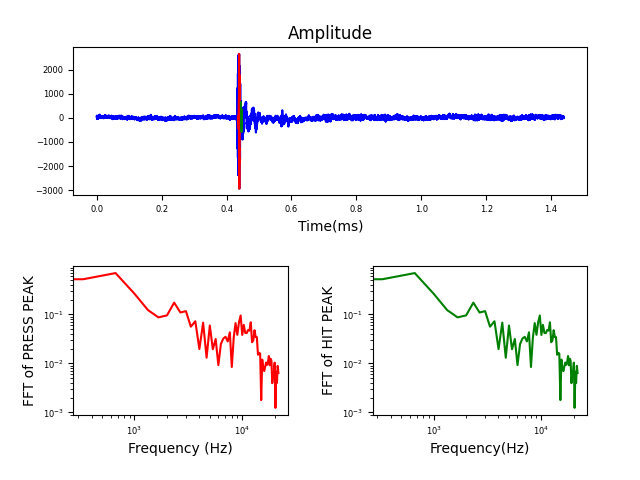 Amplitude
2000
1000
0
−1000
−2000
−3000
0.0 0.2 0.4 0.6 0.8 1.0 1.2 1.4
Time(ms)
FFT of PRESS PEAK
10⁻¹
10⁻²
10⁻³
10³ 10⁴
Frequency (Hz)
FFT of HIT PEAK
10⁻¹
10⁻²
10⁻³
10³ 10⁴
Frequency(Hz)